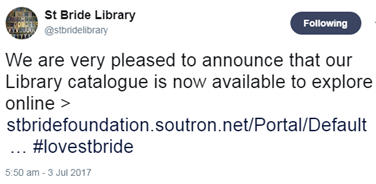 St Bride Library
@stbridelibrary
Following
We are very pleased to announce that our
Library catalogue is now available to explore
online >
stbridefoundation.soutron.net/Portal/Default
… #lovestbride
5:50 am - 3 Jul 2017